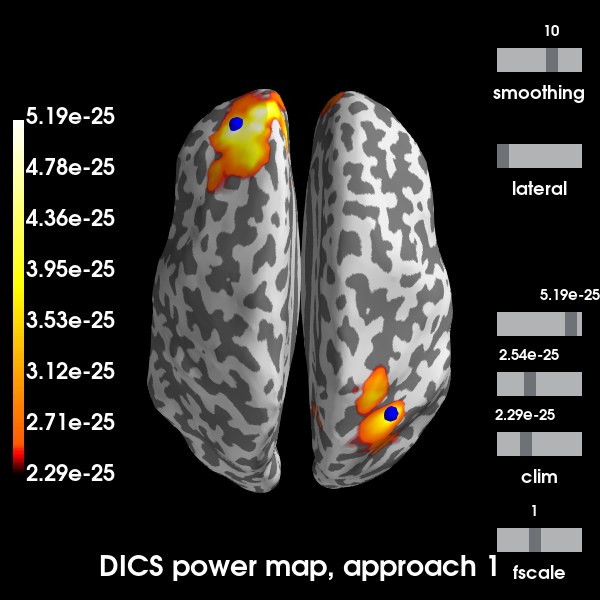 10
smoothing
lateral
5.19e-25
4.78e-25
4.36e-25
3.95e-25
3.53e-25
3.12e-25
2.71e-25
2.29e-25
5.19e-25
2.54e-25
2.29e-25
clim
1
fscale
DICS power map, approach 1